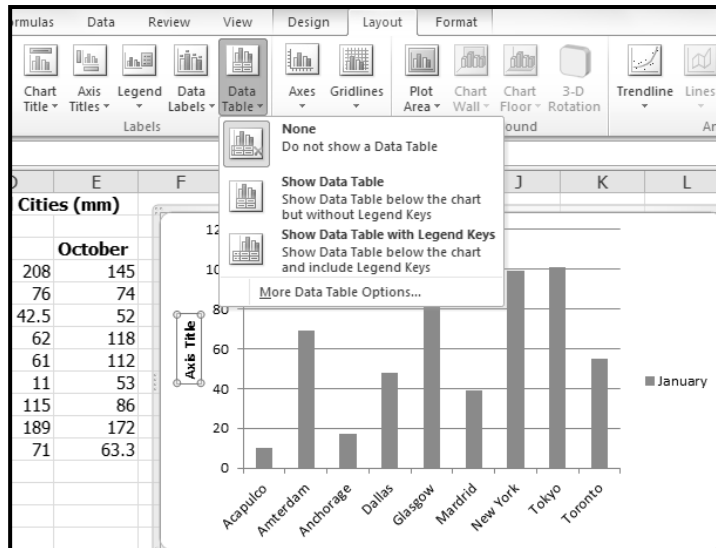 ormulas Data Review View Design Layout Format
Chart Title Axis Titles Legend Data Labels Data Table Axes Gridlines Plot Area Chart Wall Chart Floor 3-D Rotation Trendline Lines
Labels ound Ar
None
Do not show a Data Table
Show Data Table
Show Data Table below the chart
but without Legend Keys
Show Data Table with Legend Keys
Show Data Table below the chart
and include Legend Keys
More Data Table Options...
E F J K L
Cities (mm)
October
208 145
76 74
42.5 52
62 118
61 112
11 53
115 86
189 172
71 63.3
Axis Title
12
10
80
60
40
20
0
Acapulco
Amterdam
Anchorage
Dallas
Glasgow
Mardrid
New York
Tokyo
Toronto
January